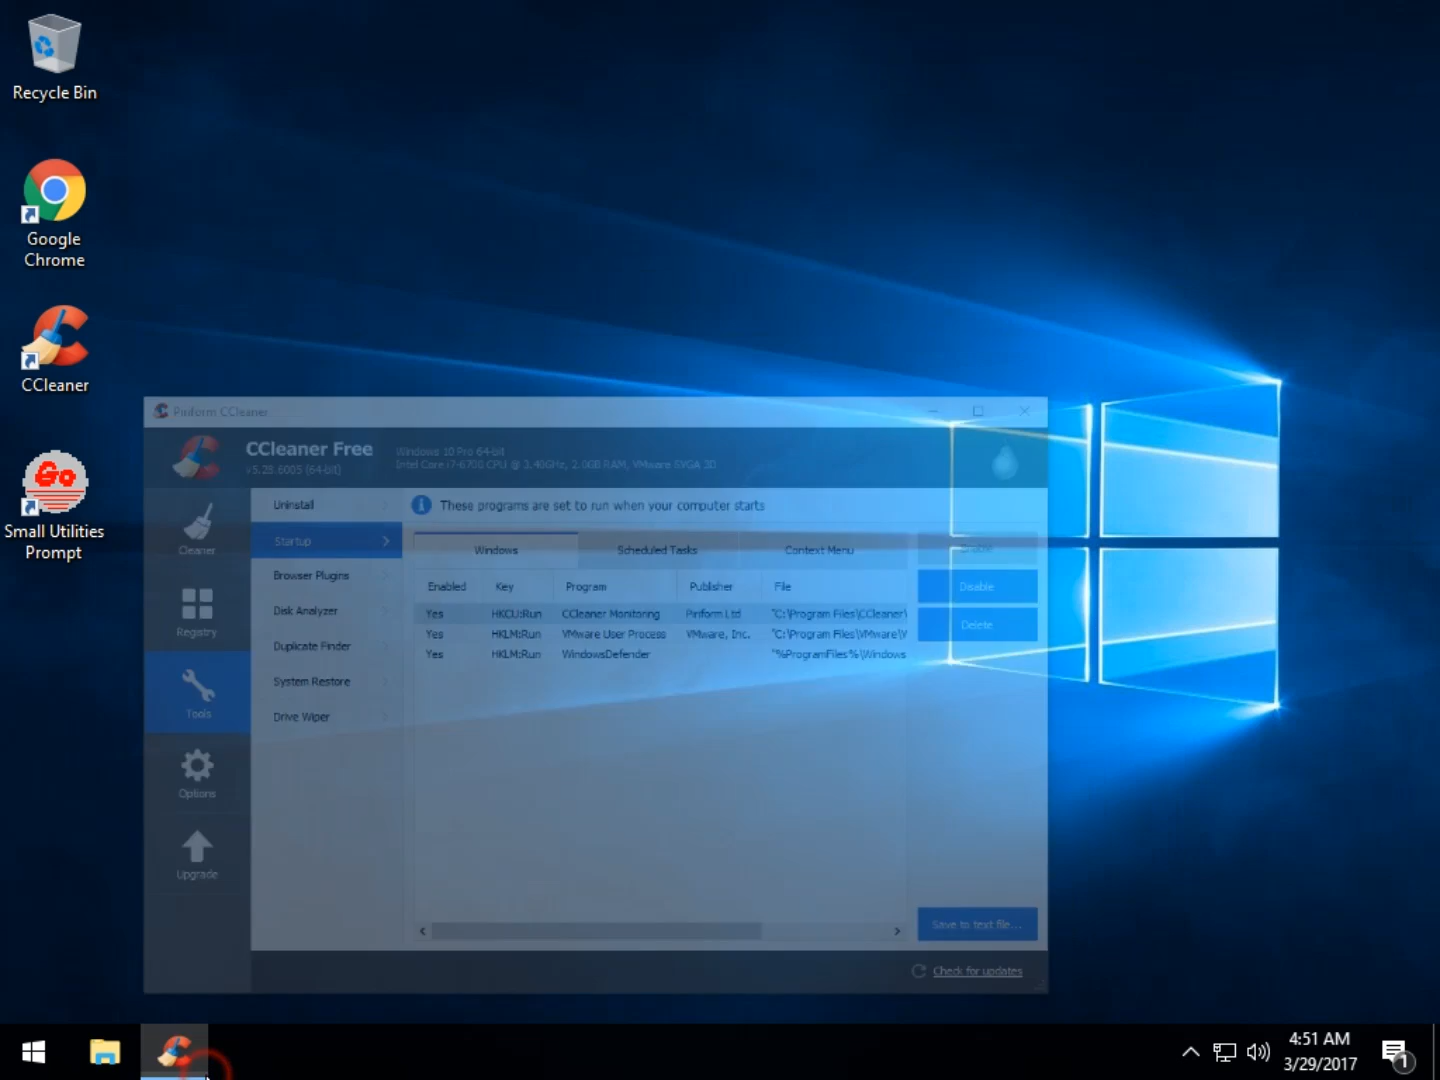 Recycle Bin
Google
Chrome
CCleaner
Go
Small Utilities
Prompt
Piriform CCleaner
CCleaner Free
v5.28.6005 (64-bit)
Windows 10 Pro 64-bit
Intel Core i7-6700 CPU @ 3.40GHz, 2.0GB RAM, VMware SVGA 3D
Cleaner
Registry
Tools
Options
Upgrade
Uninstall
Startup
Browser Plugins
Disk Analyzer
Duplicate Finder
System Restore
Drive Wiper
These programs are set to run when your computer starts
Windows Scheduled Tasks Context Menu
Enabled Key Program Publisher File
Yes HKCU:Run CCleaner Monitoring Piriform Ltd "C:\Program Files\CCleaner\
Yes HKLM:Run VMware User Process VMware, Inc. "C:\Program Files\VMware\V
Yes HKLM:Run WindowsDefender "%ProgramFiles%\Windows
Enable
Disable
Delete
Save to text file...
Check for updates
4:51 AM
3/29/2017
1